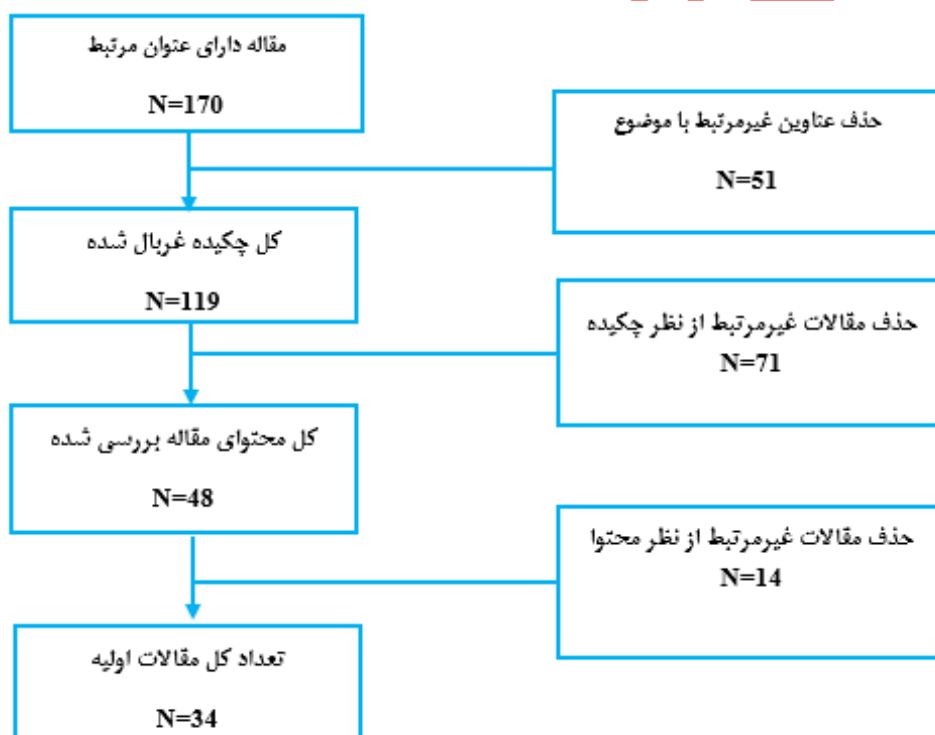 مقاله دارای عنوان مرتبط
N=170
حذف عناوین غیرمرتبط با موضوع
N=51
کل چکیده غربال شده
N=119
حذف مقالات غیرمرتبط از نظر چکیده
N=71
کل محتوای مقاله بررسی شده
N=48
حذف مقالات غیرمرتبط از نظر محتوا
N=14
تعداد کل مقالات اولیه
N=34